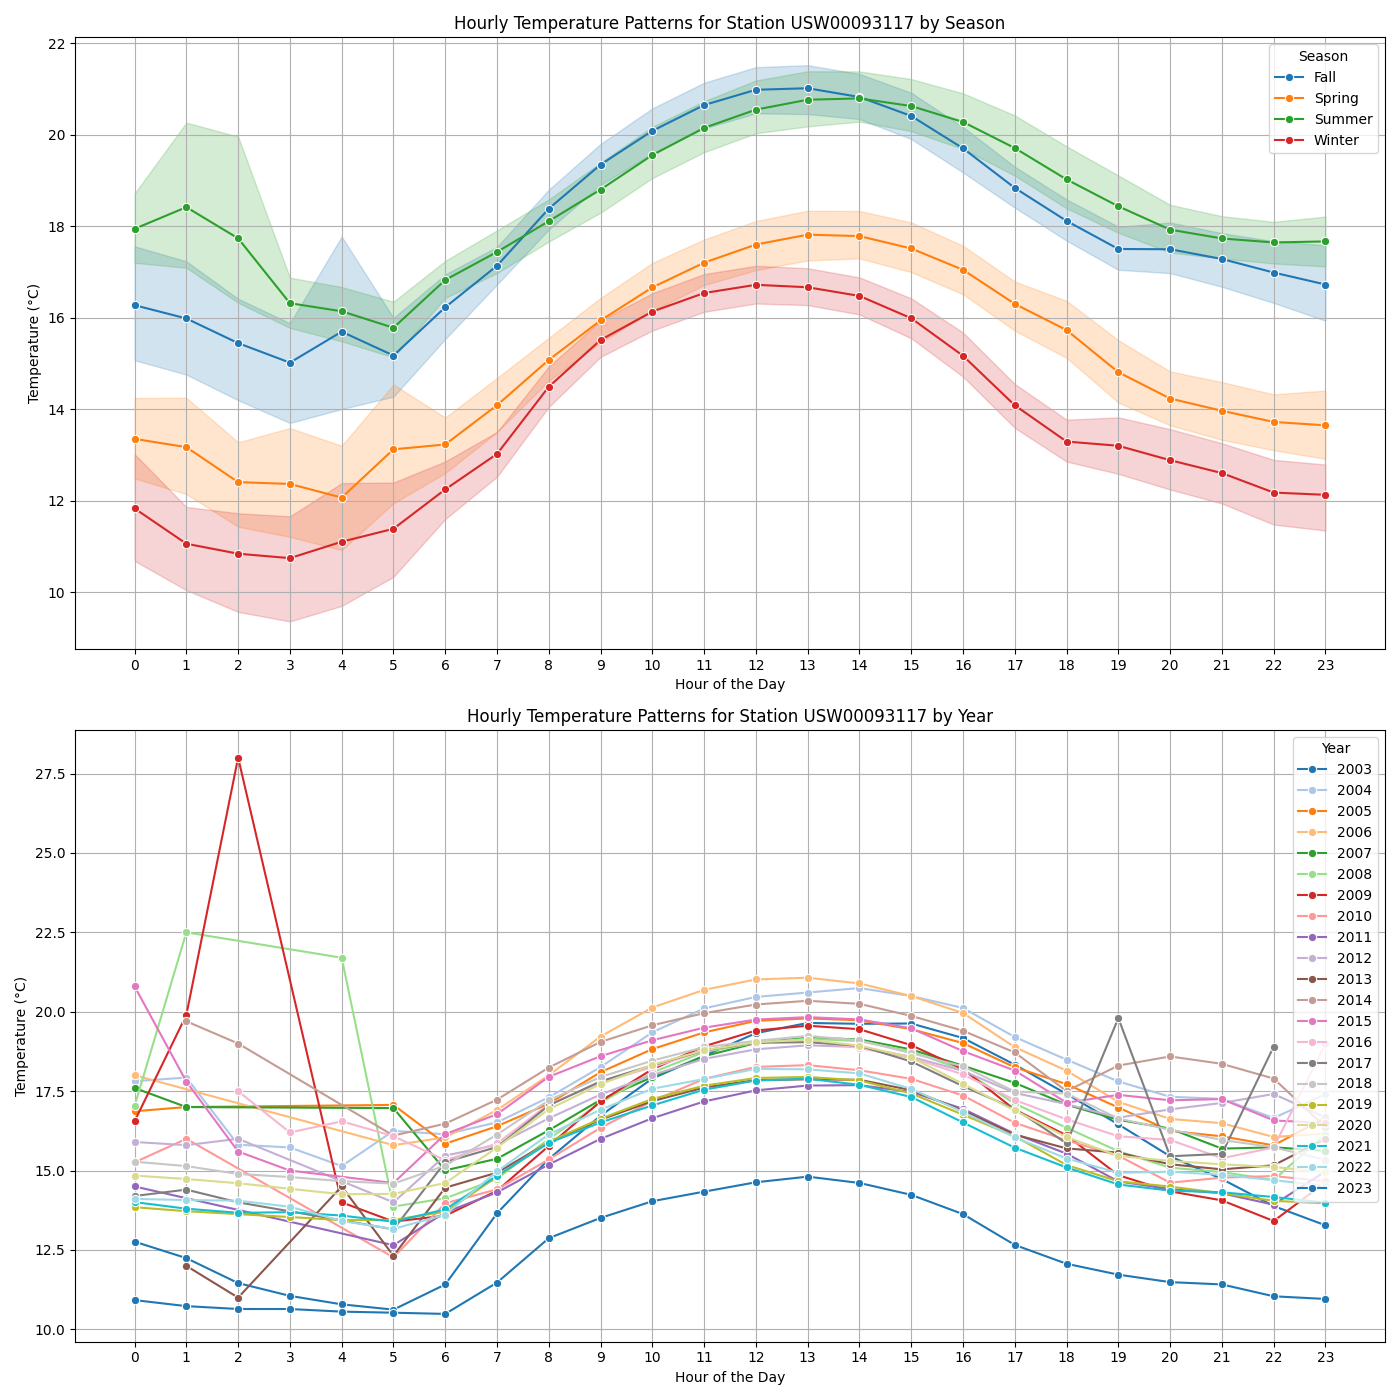 Hourly Temperature Patterns for Station USW00093117 by Season
Temperature (°C)
22
20
18
16
14
12
10
Season
Fall
Spring
Summer
Winter
0 1 2 3 4 5 6 7 8 9 10 11 12 13 14 15 16 17 18 19 20 21 22 23
Hour of the Day
Hourly Temperature Patterns for Station USW00093117 by Year
Temperature (°C)
27.5
25.0
22.5
20.0
17.5
15.0
12.5
10.0
Year
2003
2004
2005
2006
2007
2008
2009
2010
2011
2012
2013
2014
2015
2016
2017
2018
2019
2020
2021
2022
2023
0 1 2 3 4 5 6 7 8 9 10 11 12 13 14 15 16 17 18 19 20 21 22 23
Hour of the Day